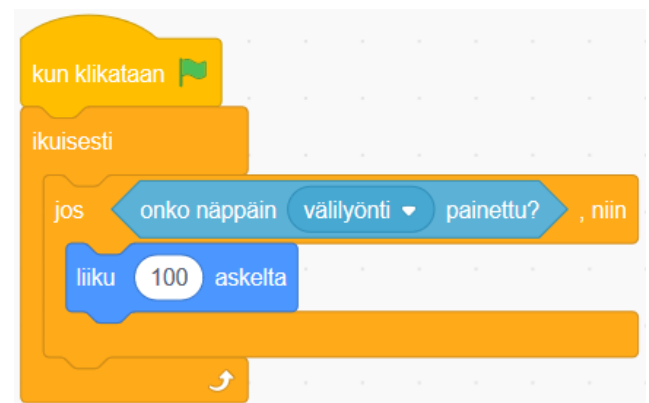 kun klikataan
ikuisesti
jos onko näppäin välilyönti painettu? , niin
liiku 100 askelta